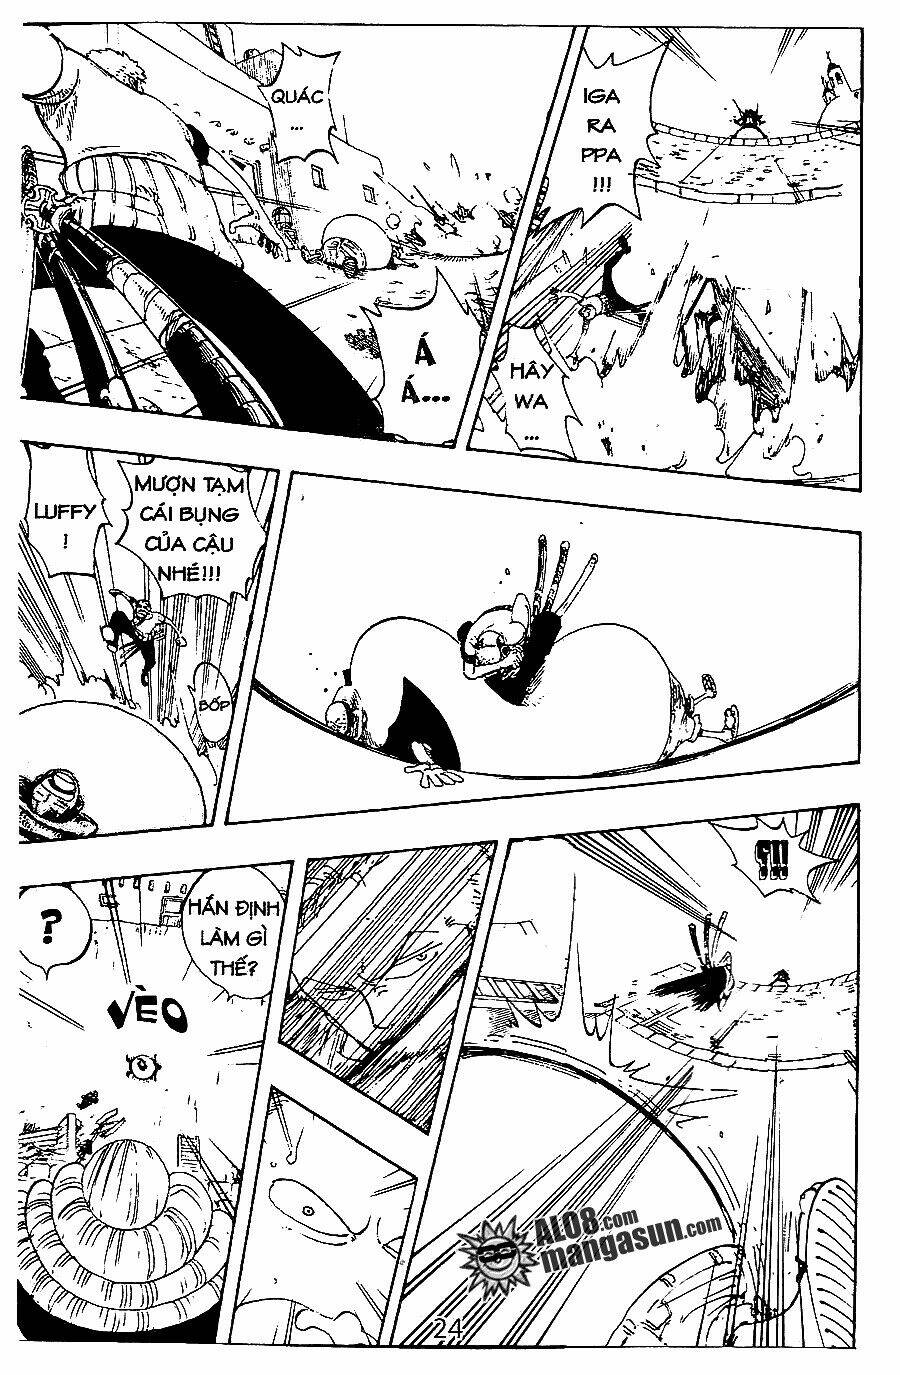 QUÁC
...
Á
Á...
IGA
RA
PPA
!!!
HÂY
WA
...
LUFFY
!
MƯỢN TẠM
CÁI BỤNG
CỦA CẬU
NHÉ!!!
BỐP
?
HẮN ĐỊNH
LÀM GÌ
THẾ?
VÈO
!!!
AL08.com
mangasun.com
24